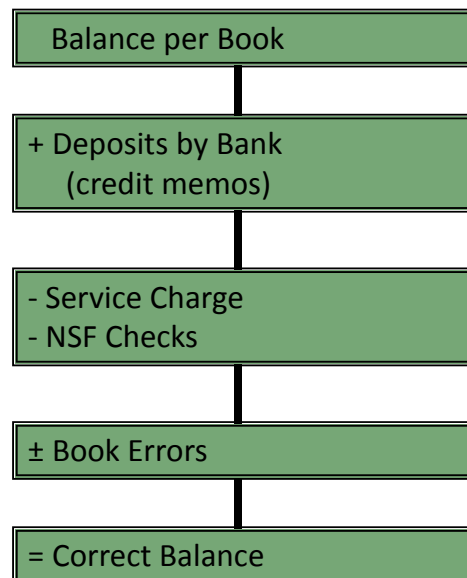 Balance per Book
+ Deposits by Bank
(credit memos)
- Service Charge
- NSF Checks
± Book Errors
= Correct Balance